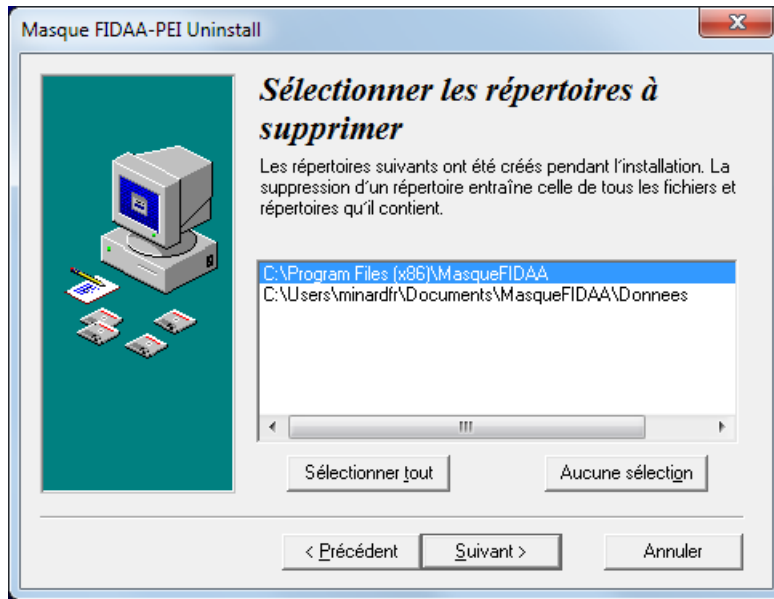 Masque FIDAA-PEI Uninstall
Sélectionner les répertoires à
supprimer
Les répertoires suivants ont été créés pendant l'installation. La
suppression d'un répertoire entraîne celle de tous les fichiers et
répertoires qu'il contient.
C:\Program Files (x86)\MasqueFIDAA
C:\Users\minardfr\Documents\MasqueFIDAA\Donnees
Sélectionner tout
Aucune sélection
< Précédent
Suivant >
Annuler